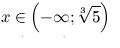 x ∈ (−∞; ∛5)